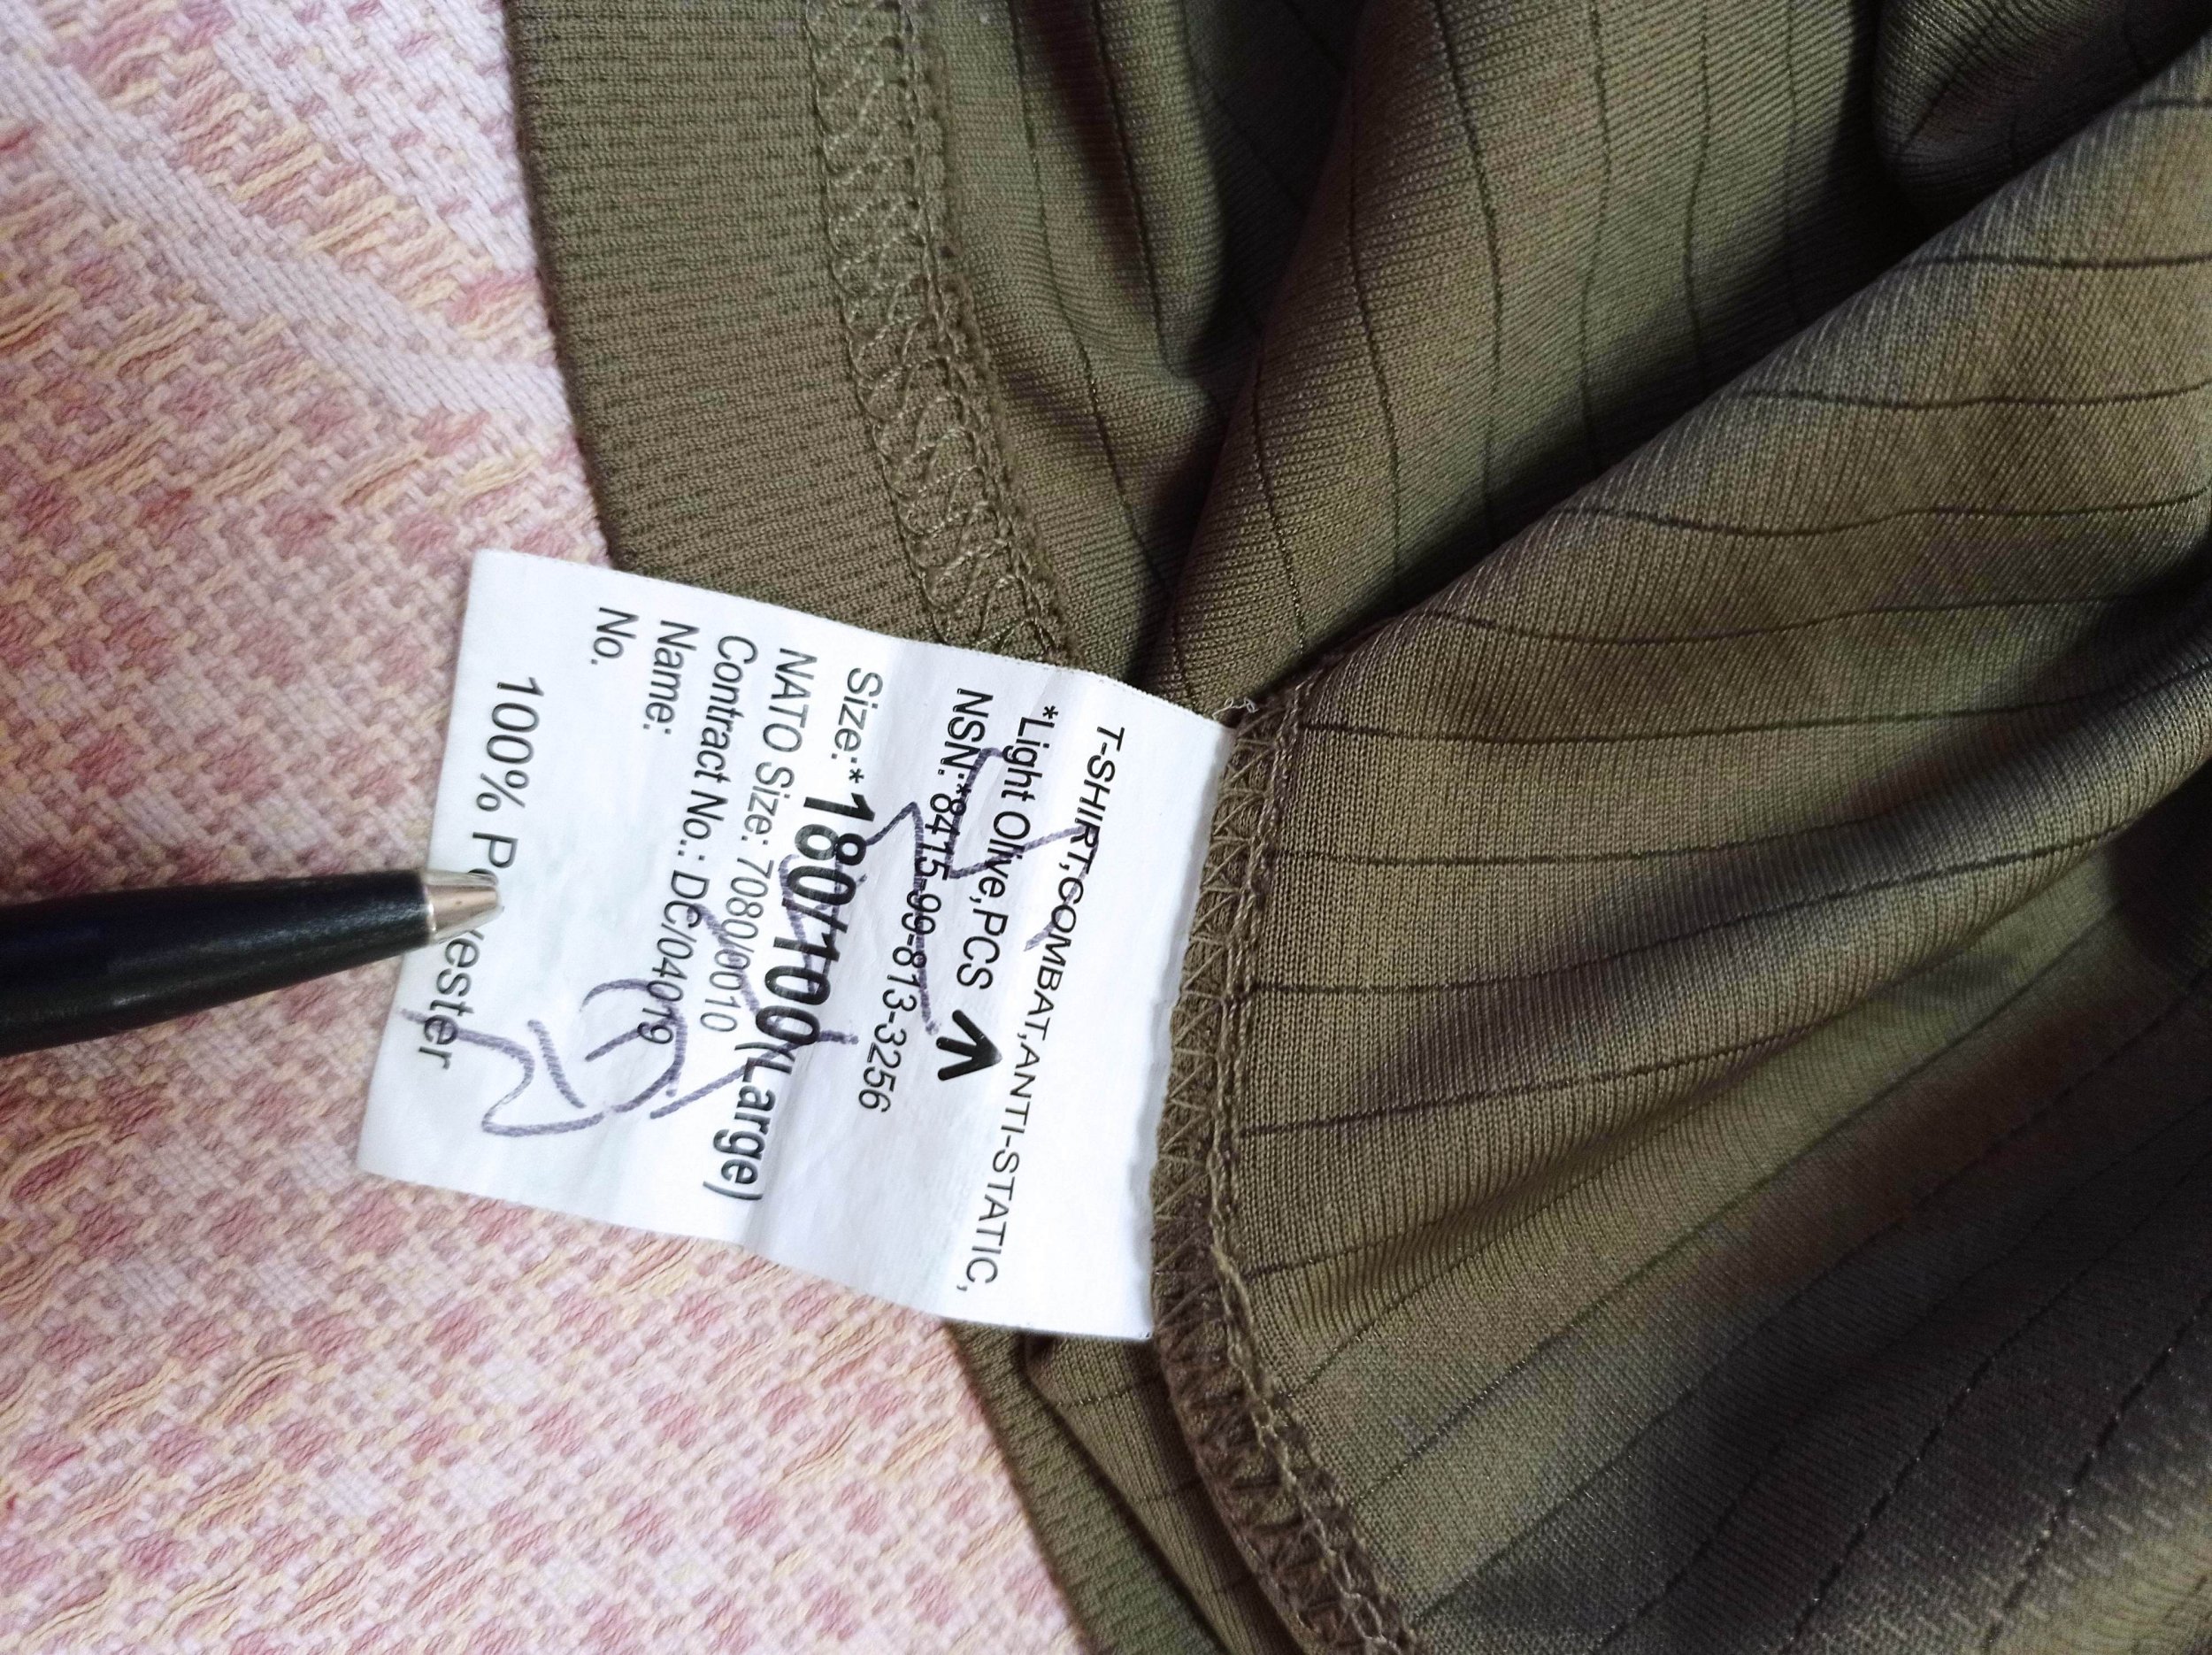 T-SHIRT,COMBAT,ANTI-STATIC,
*Light Olive,PCS
NSN:*8415-99-813-3256
Size:*180/100(Large)
NATO Size: 7080/0010
Contract No.: DC/04019
Name:
No.
100% Polyester